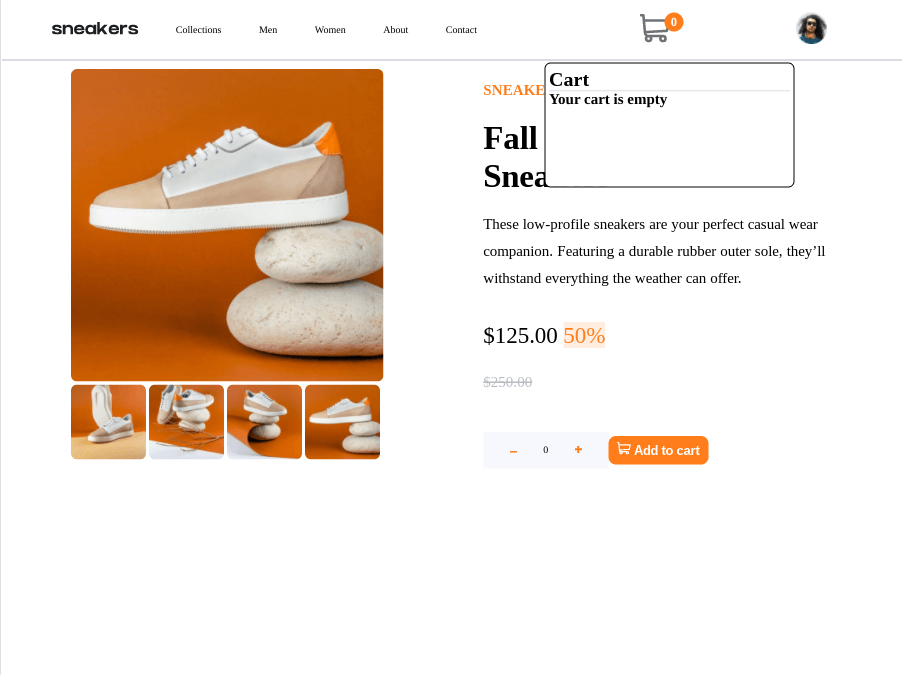 sneakers
Collections
Men
Women
About
Contact
0
Cart
Your cart is empty
SNEAKE
Fall
Snea
These low-profile sneakers are your perfect casual wear
companion. Featuring a durable rubber outer sole, they’ll
withstand everything the weather can offer.
$125.00 50%
$250.00
– 0 +
Add to cart